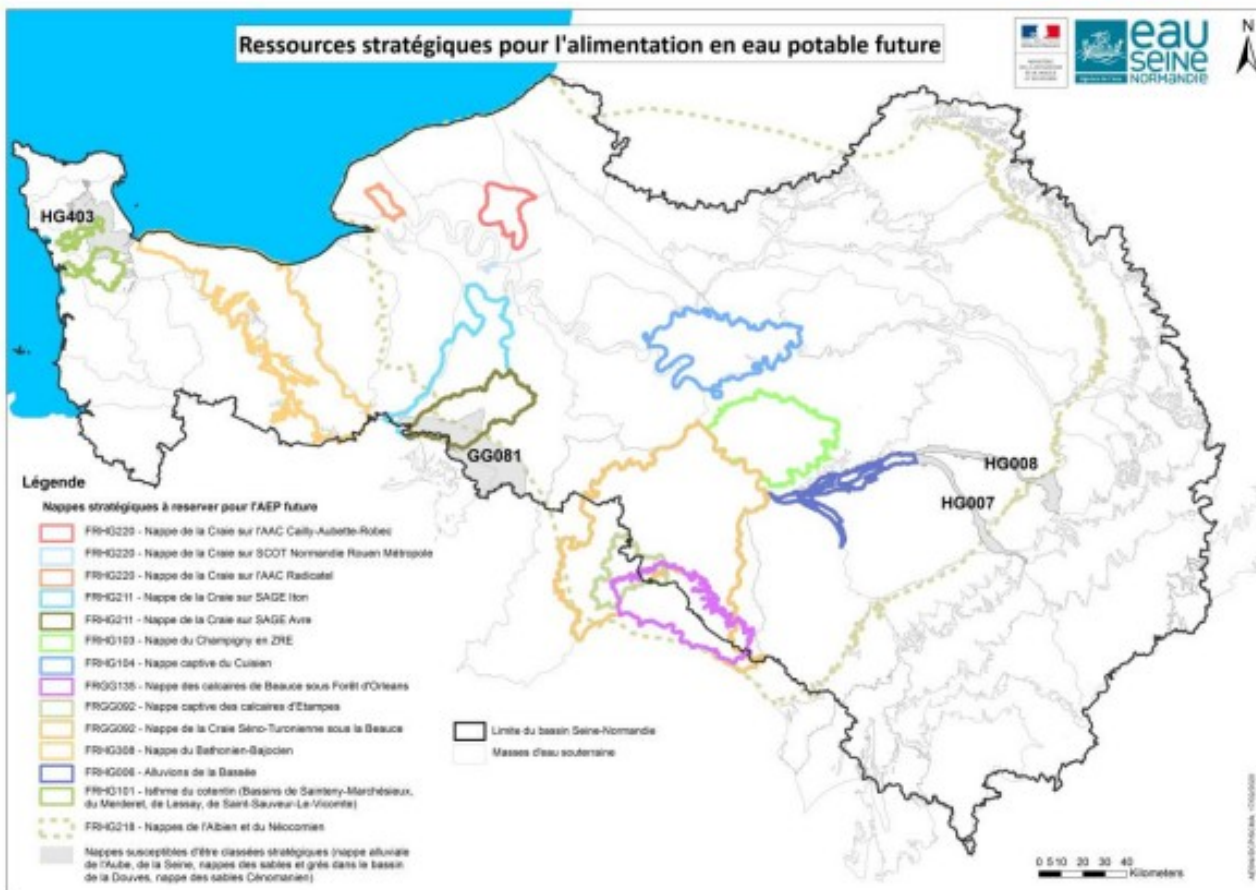 Ressources stratégiques pour l'alimentation en eau potable future
eau
SEINE
NORMANDIE
N
HG403
GG081
HG008
HG007
Légende
Nappes stratégiques à reserver pour l'AEP future
FRHG220 - Nappe de la Craie sur l'AAC Cailly-Aubette-Robec
FRHG220 - Nappe de la Craie sur SCOT Normandie Rouen Métropole
FRHG220 - Nappe de la Craie sur l'AAC Radicatel
FRHG211 - Nappe de la Craie sur SAGE Iton
FRHG211 - Nappe de la Craie sur SAGE Avre
FRHG103 - Nappe du Champigny en ZRE
FRHG104 - Nappe captive du Cuisien
FRGG135 - Nappe des calcaires de Beauce sous Forêt d'Orleans
FRGG092 - Nappe captive des calcaires d'Etampes
FRGG092 - Nappe de la Craie Séno-Turonienne sous la Beauce
FRHG308 - Nappe du Bathonien-Bajocien
FRHG006 - Alluvions de la Bassée
FRHG101 - Isthme du cotentin (Bassins de Sainteny-Marchésieux,
du Merderet, de Lessay, de Saint-Sauveur-Le-Vicomte)
FRHG218 - Nappes de l'Albien et du Néocomien
Nappes susceptibles d'être classées stratégiques (nappe alluviale
de l'Aube, de la Seine, nappes des sables et grès dans le bassin
de la Douves, nappe des sables Cénomanien)
Limite du bassin Seine-Normandie
Masses d'eau souterraine
0 5 10 20 30 40
Kilometers